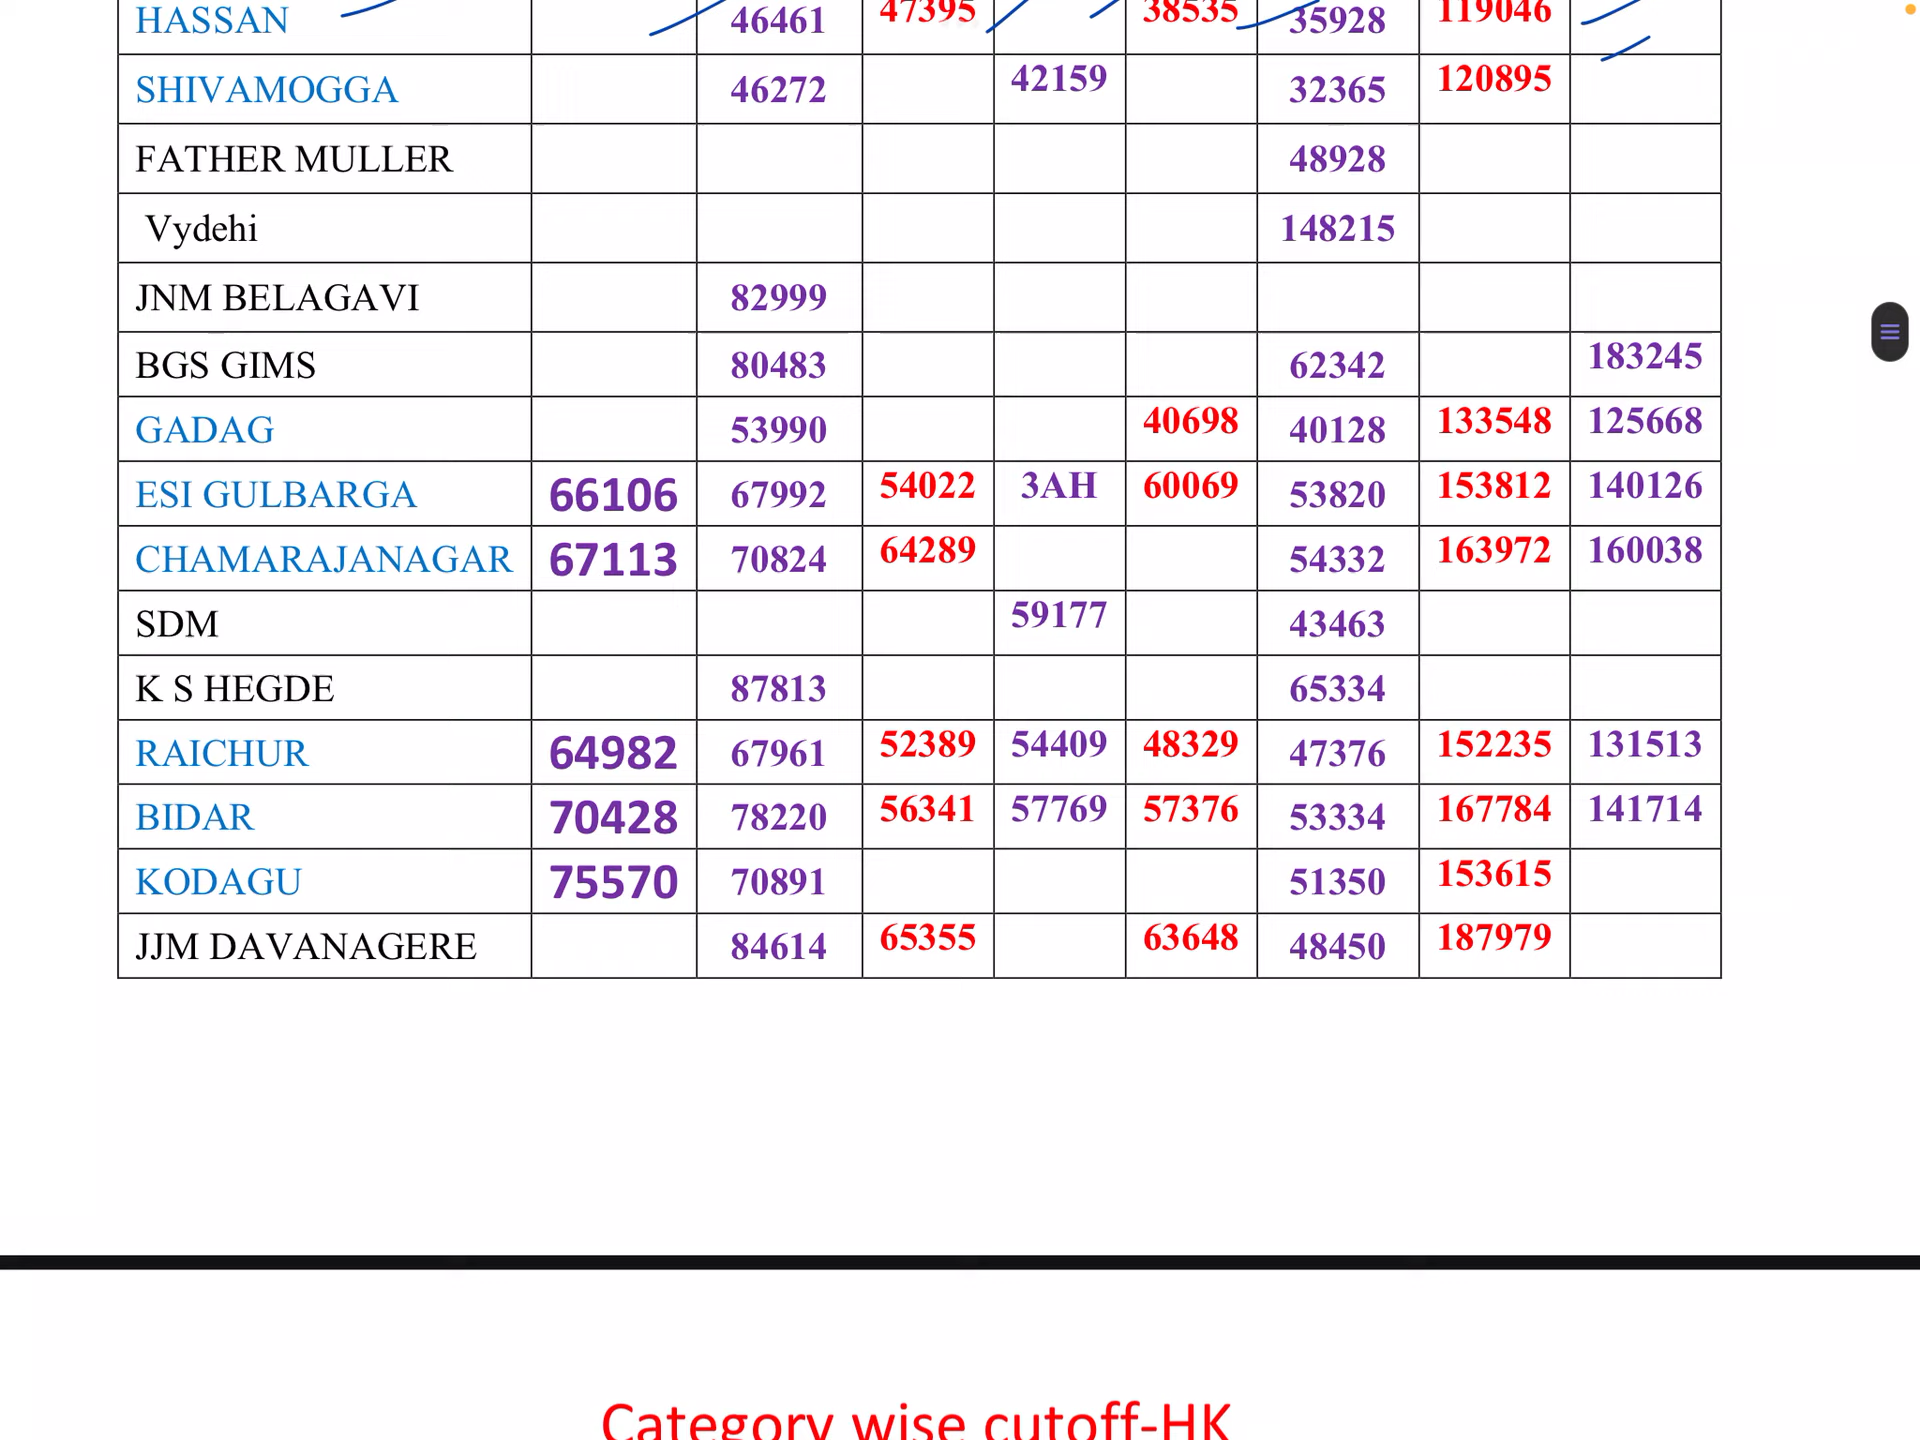 HASSAN 46461 47395 38535 35928 119046
SHIVAMOGGA 46272 42159 32365 120895
FATHER MULLER 48928
Vydehi 148215
JNM BELAGAVI 82999
BGS GIMS 80483 62342 183245
GADAG 53990 40698 40128 133548 125668
ESI GULBARGA 66106 67992 54022 3AH 60069 53820 153812 140126
CHAMARAJANAGAR 67113 70824 64289 54332 163972 160038
SDM 59177 43463
K S HEGDE 87813 65334
RAICHUR 64982 67961 52389 54409 48329 47376 152235 131513
BIDAR 70428 78220 56341 57769 57376 53334 167784 141714
KODAGU 75570 70891 51350 153615
JJM DAVANAGERE 84614 65355 63648 48450 187979
Category wise cutoff-HK